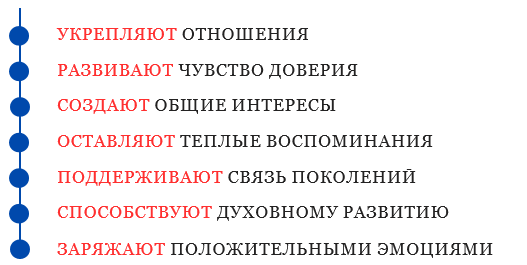 УКРЕПЛЯЮТ ОТНОШЕНИЯ
РАЗВИВАЮТ ЧУВСТВО ДОВЕРИЯ
СОЗДАЮТ ОБЩИЕ ИНТЕРЕСЫ
ОСТАВЛЯЮТ ТЕПЛЫЕ ВОСПОМИНАНИЯ
ПОДДЕРЖИВАЮТ СВЯЗЬ ПОКОЛЕНИЙ
СПОСОБСТВУЮТ ДУХОВНОМУ РАЗВИТИЮ
ЗАРЯЖАЮТ ПОЛОЖИТЕЛЬНЫМИ ЭМОЦИЯМИ